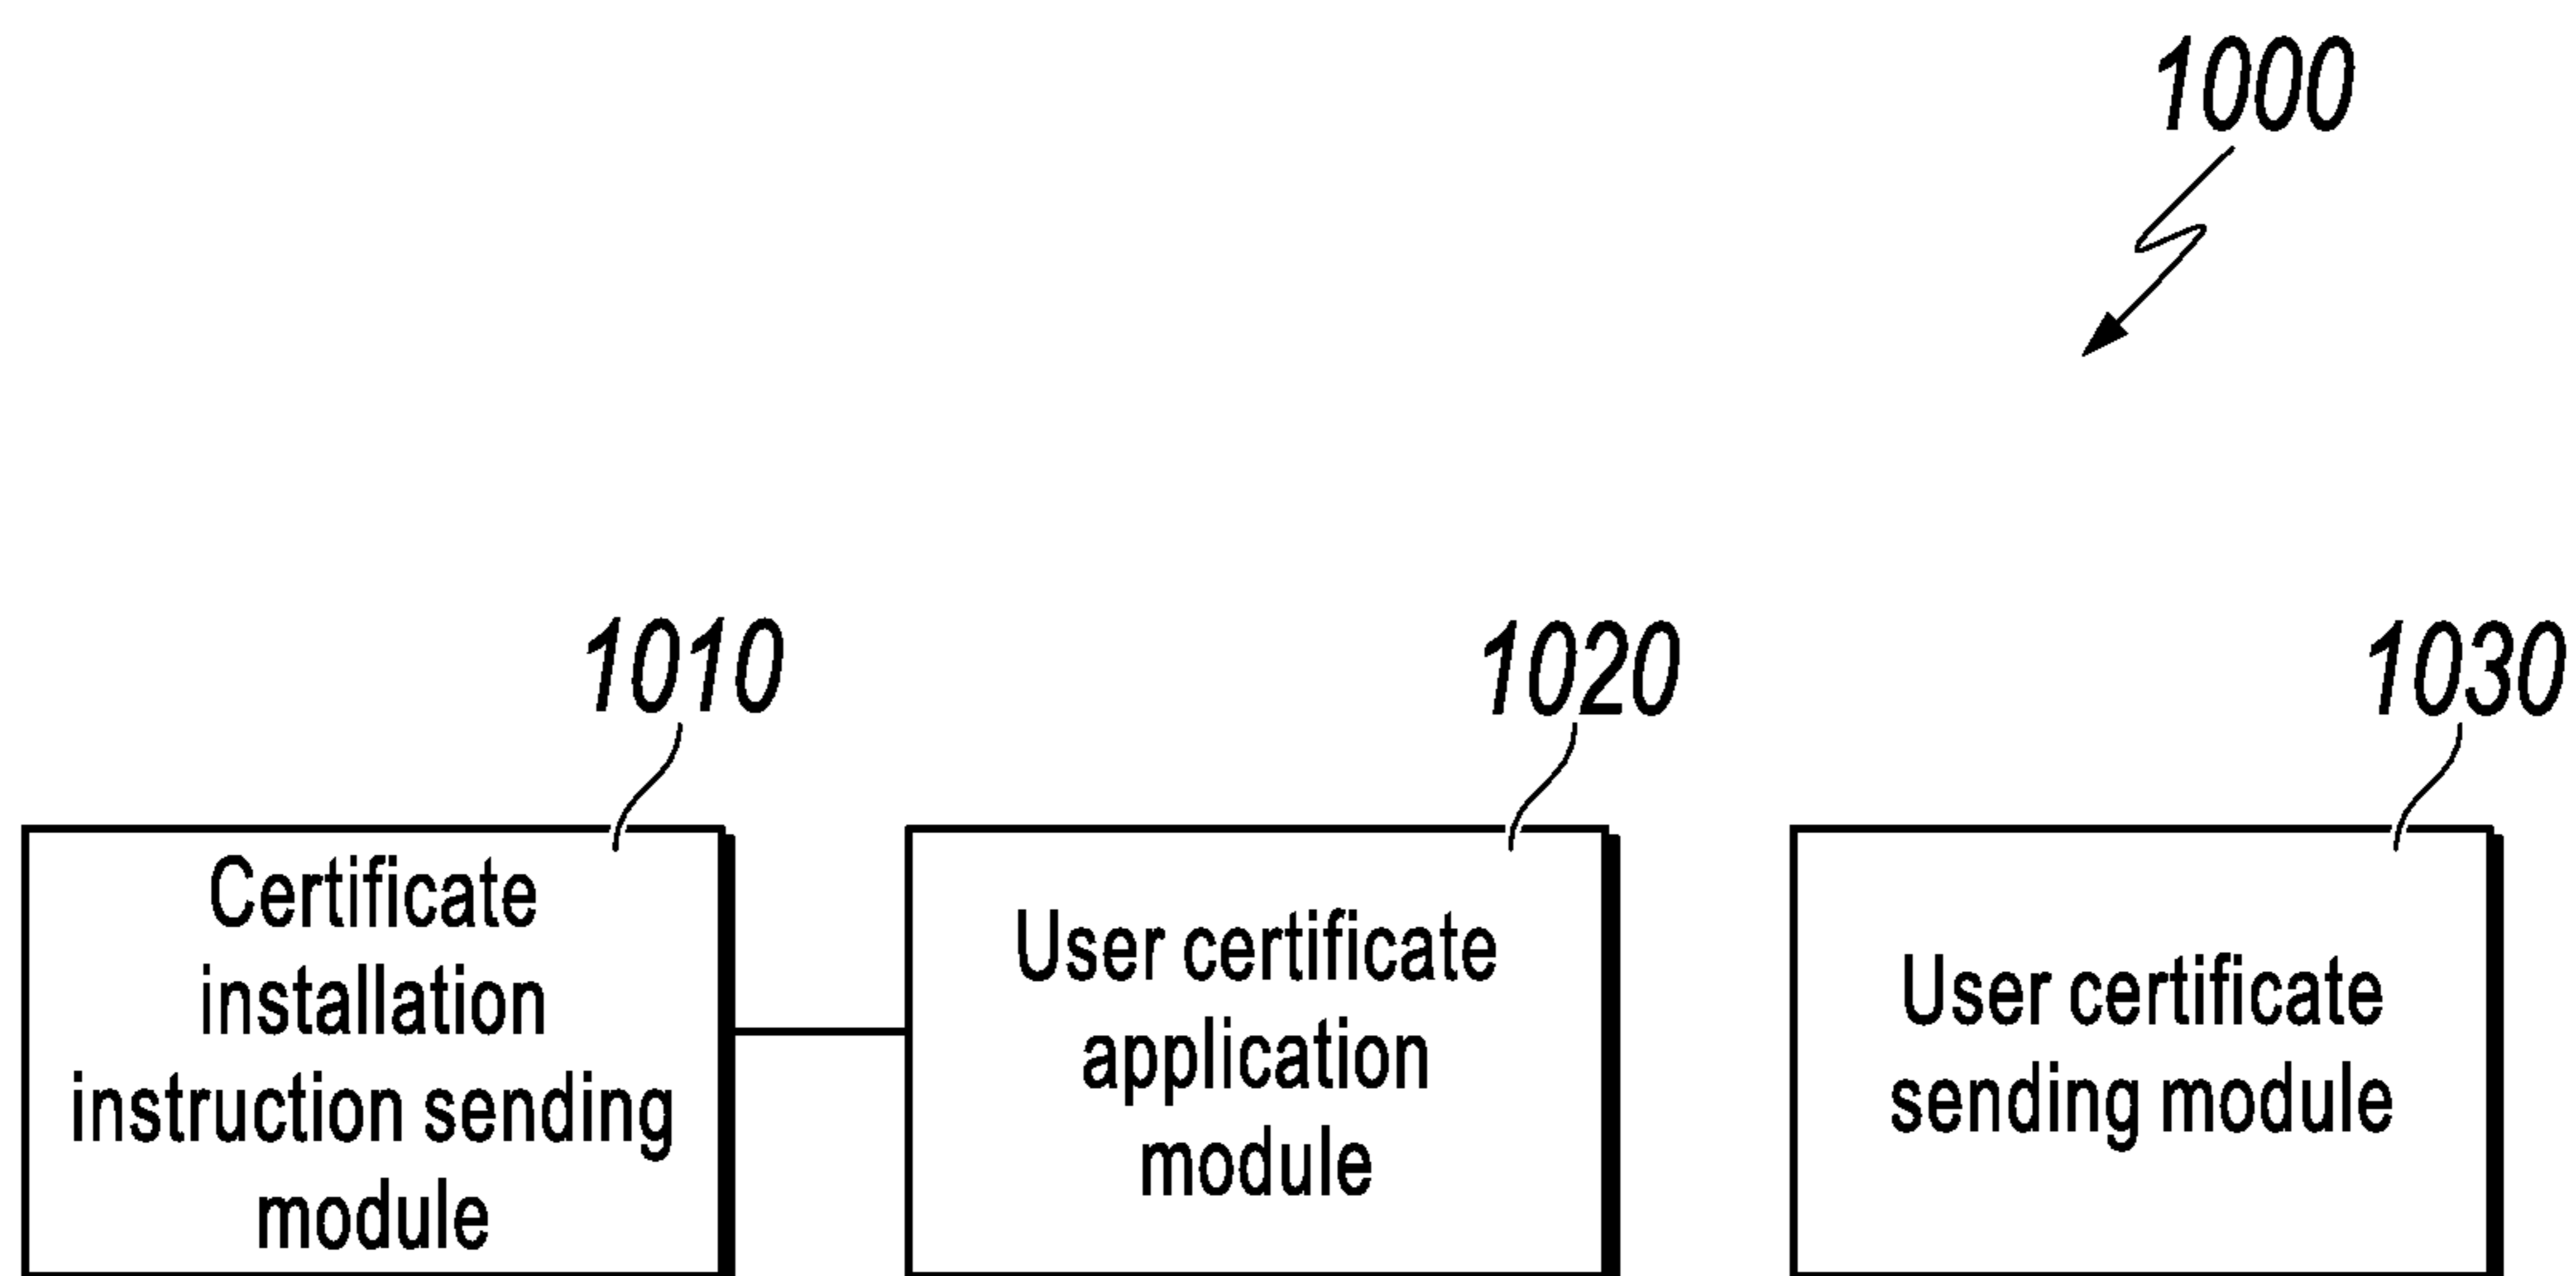 1000
1010
1020
1030
Certificate
installation
instruction sending
module
User certificate
application
module
User certificate
sending module